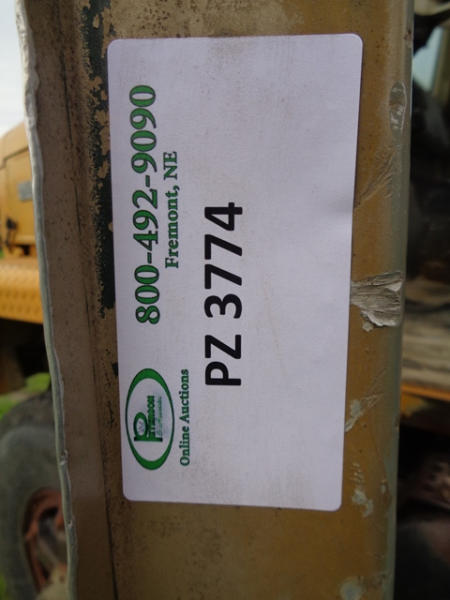 800-492-9090
Fremont, NE
Online Auctions
PZ 3774